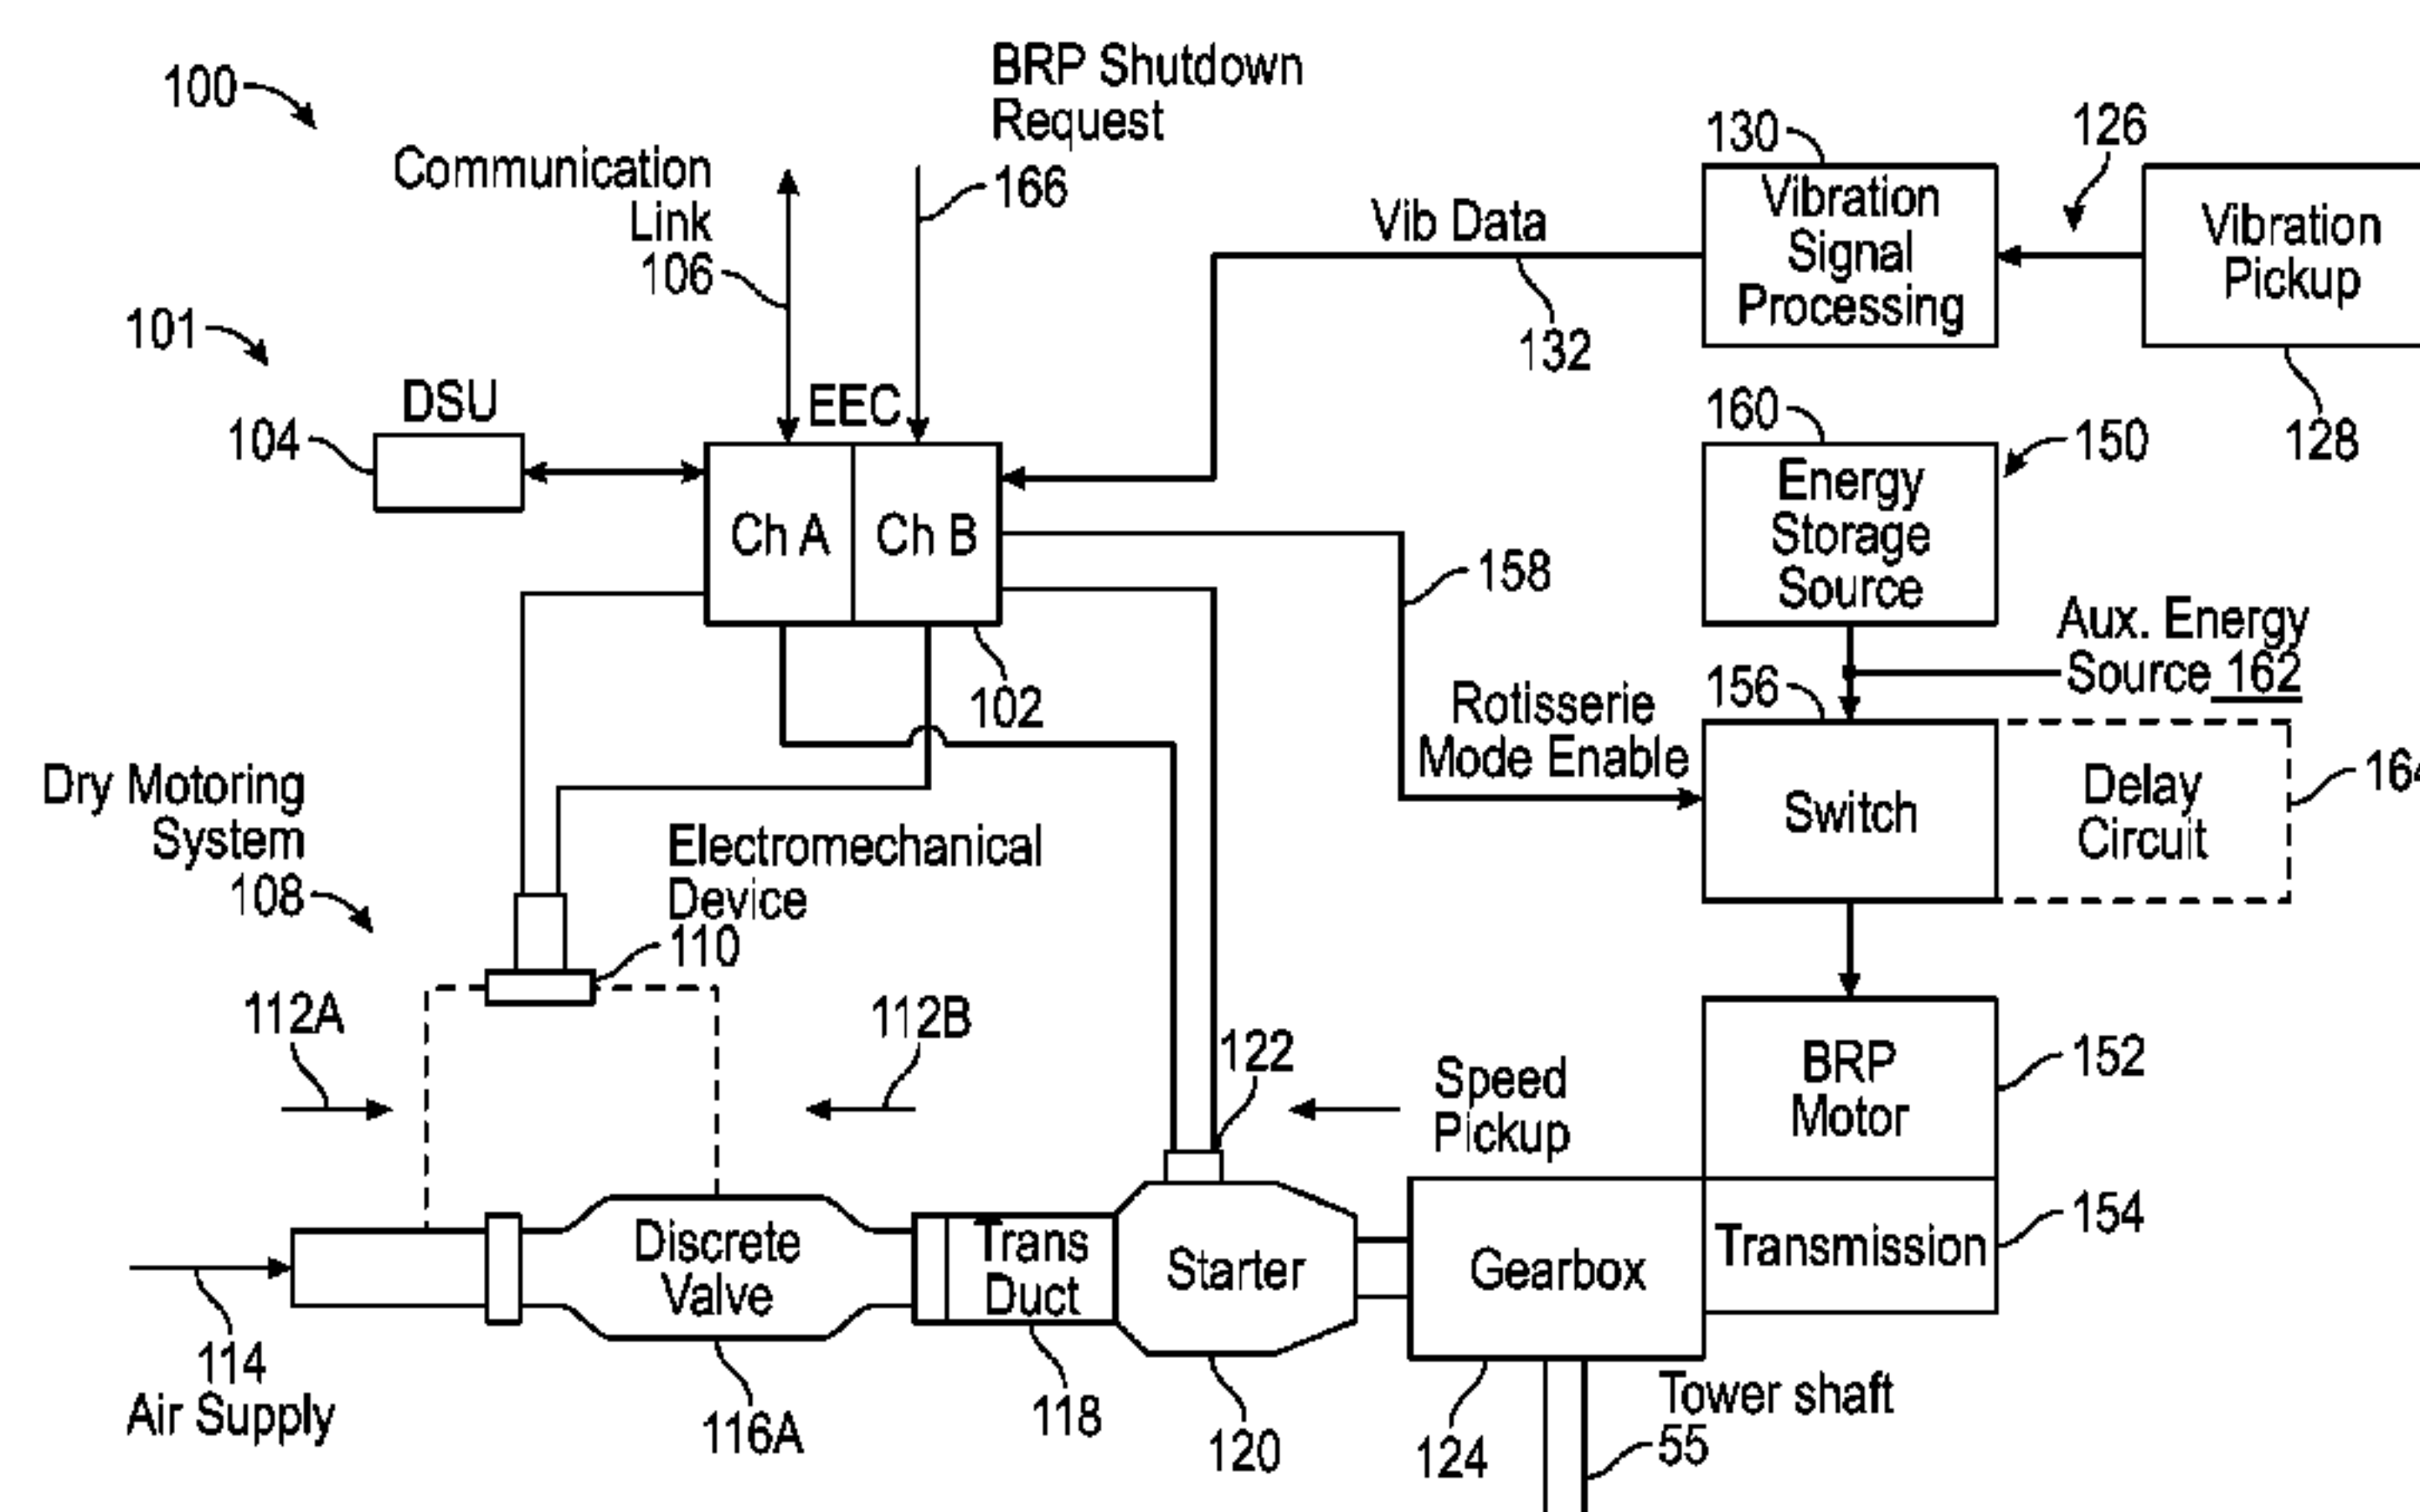 100
BRP Shutdown
Request
166
Communication
Link
106
130
126
Vibration
Signal
Processing
Vibration
Pickup
Vib Data
132
128
101
DSU
104
EEC
Ch A
Ch B
102
160
150
Energy
Storage
Source
158
Aux. Energy
Source 162
156
Rotisserie
Mode Enable
Switch
Delay
Circuit
164
Dry Motoring
System
108
Electromechanical
Device
110
112A
112B
122
Speed
Pickup
BRP
Motor
152
Discrete
Valve
Trans
Duct
Starter
Gearbox
Transmission
154
114
Air Supply
116A
118
120
124
Tower shaft
55